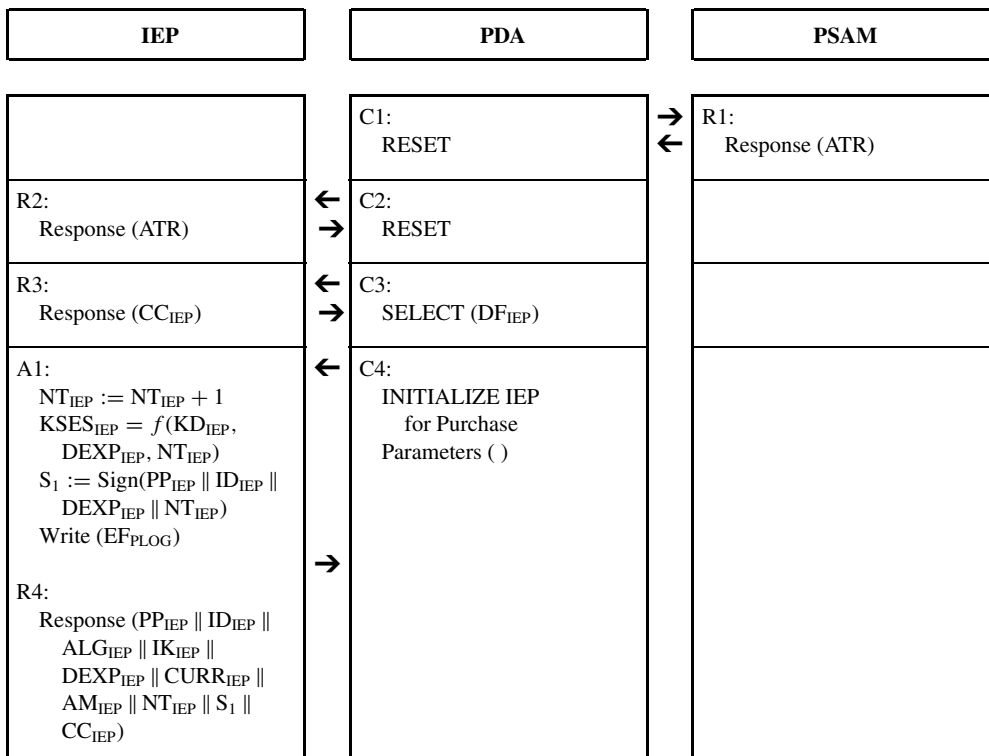 IEP PDA PSAM
C1:
RESET
➔
R1:
🡰 Response (ATR)
R2:
Response (ATR)
🡰 C2:
➔ RESET
R3:
Response (CC_IEP)
🡰 C3:
➔ SELECT (DF_IEP)
A1:
NT_IEP := NT_IEP + 1
KSES_IEP = f(KD_IEP,
DEXP_IEP, NT_IEP)
S_1 := Sign(PP_IEP ∥ ID_IEP ∥
DEXP_IEP ∥ NT_IEP)
Write (EF_PLOG)
➔
R4:
Response (PP_IEP ∥ ID_IEP ∥
ALG_IEP ∥ IK_IEP ∥
DEXP_IEP ∥ CURR_IEP ∥
AM_IEP ∥ NT_IEP ∥ S_1 ∥
CC_IEP)
🡰 C4:
INITIALIZE IEP
for Purchase
Parameters ( )